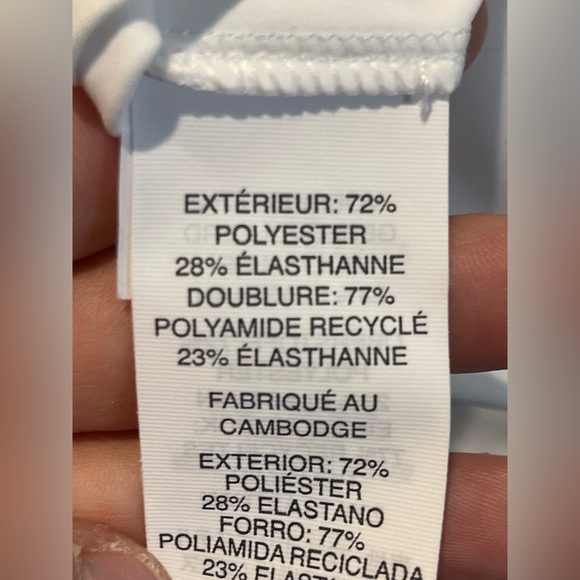 EXTÉRIEUR: 72%
POLYESTER
28% ÉLASTHANNE
DOUBLURE: 77%
POLYAMIDE RECYCLÉ
23% ÉLASTHANNE
FABRIQUÉ AU
CAMBODGE
EXTERIOR: 72%
POLIÉSTER
28% ELASTANO
FORRO: 77%
POLIAMIDA RECICLADA
23%